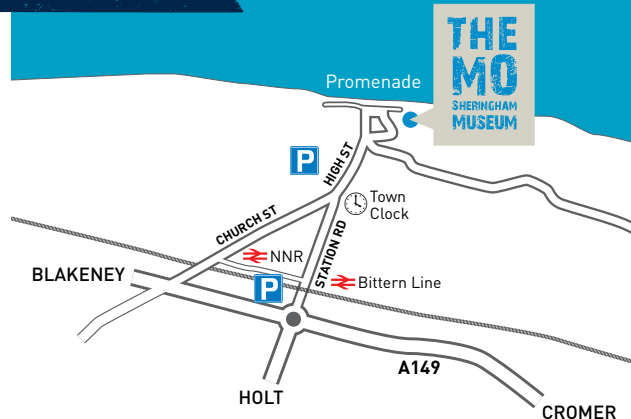 THE
MO
SHERINGHAM
MUSEUM
Promenade
P
HIGH ST
Town
Clock
CHURCH ST
STATION RD
NNR
BLAKENEY
P
Bittern Line
A149
HOLT
CROMER